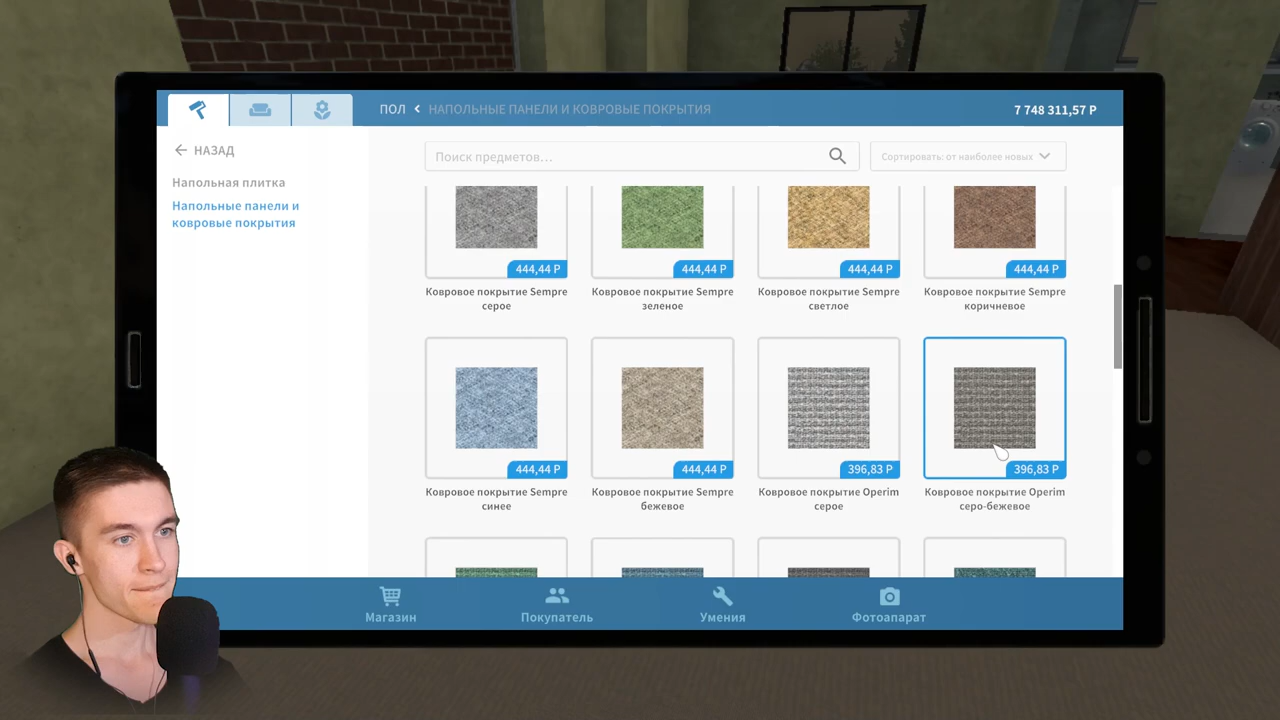 ПОЛ < НАПОЛЬНЫЕ ПАНЕЛИ И КОВРОВЫЕ ПОКРЫТИЯ
7 748 311,57 Р
НАЗАД
Напольная плитка
Напольные панели и
ковровые покрытия
Поиск предметов...
Сортировать: от наиболее новых
444,44 Р
444,44 Р
444,44 Р
444,44 Р
Ковровое покрытие Sempre
серое
Ковровое покрытие Sempre
зеленое
Ковровое покрытие Sempre
светлое
Ковровое покрытие Sempre
коричневое
444,44 Р
444,44 Р
396,83 Р
396,83 Р
Ковровое покрытие Sempre
синее
Ковровое покрытие Sempre
бежевое
Ковровое покрытие Operim
серое
Ковровое покрытие Operim
серо-бежевое
Магазин
Покупатель
Умения
Фотоаппарат